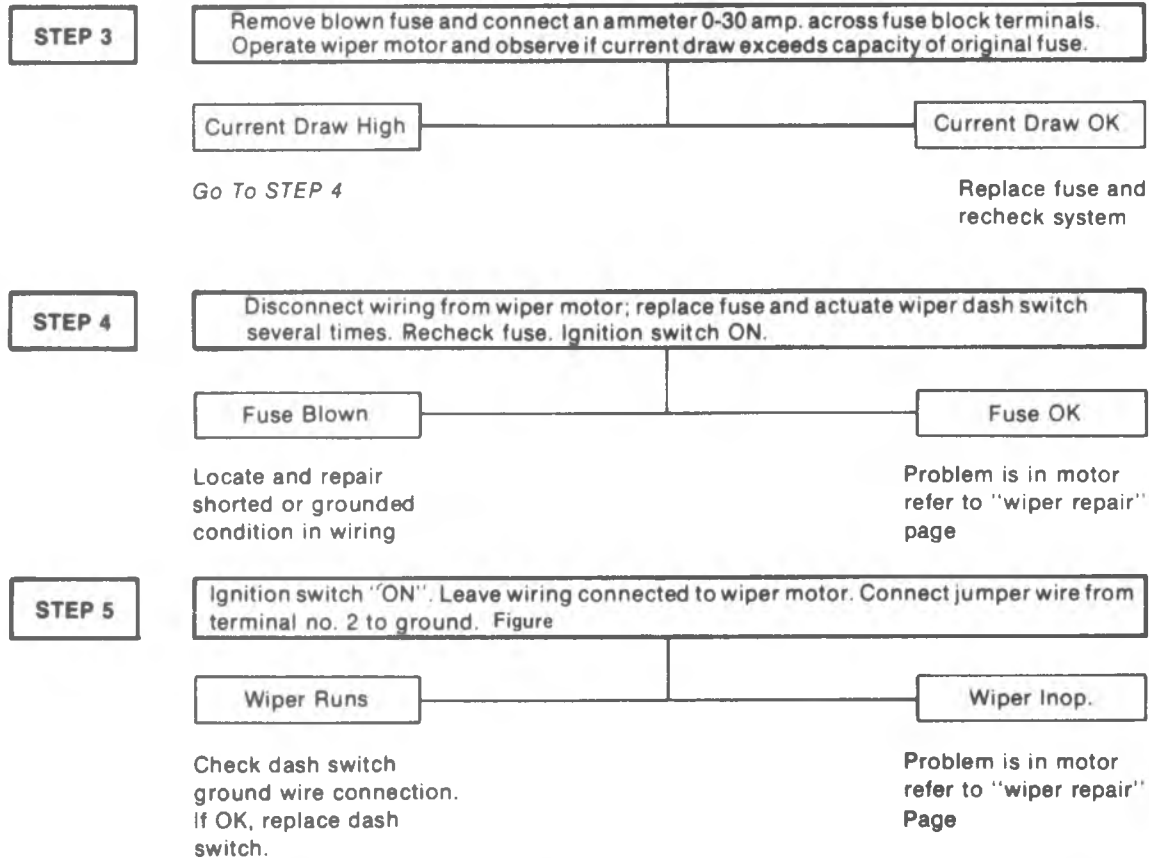 STEP 3
Remove blown fuse and connect an ammeter 0-30 amp. across fuse block terminals.
Operate wiper motor and observe if current draw exceeds capacity of original fuse.
Current Draw High
Current Draw OK
Go To STEP 4
Replace fuse and
recheck system
STEP 4
Disconnect wiring from wiper motor; replace fuse and actuate wiper dash switch
several times. Recheck fuse. Ignition switch ON.
Fuse Blown
Fuse OK
Locate and repair
shorted or grounded
condition in wiring
Problem is in motor
refer to "wiper repair"
page
STEP 5
Ignition switch "ON". Leave wiring connected to wiper motor. Connect jumper wire from
terminal no. 2 to ground. Figure
Wiper Runs
Wiper Inop.
Check dash switch
ground wire connection.
If OK, replace dash
switch.
Problem is in motor
refer to "wiper repair"
Page